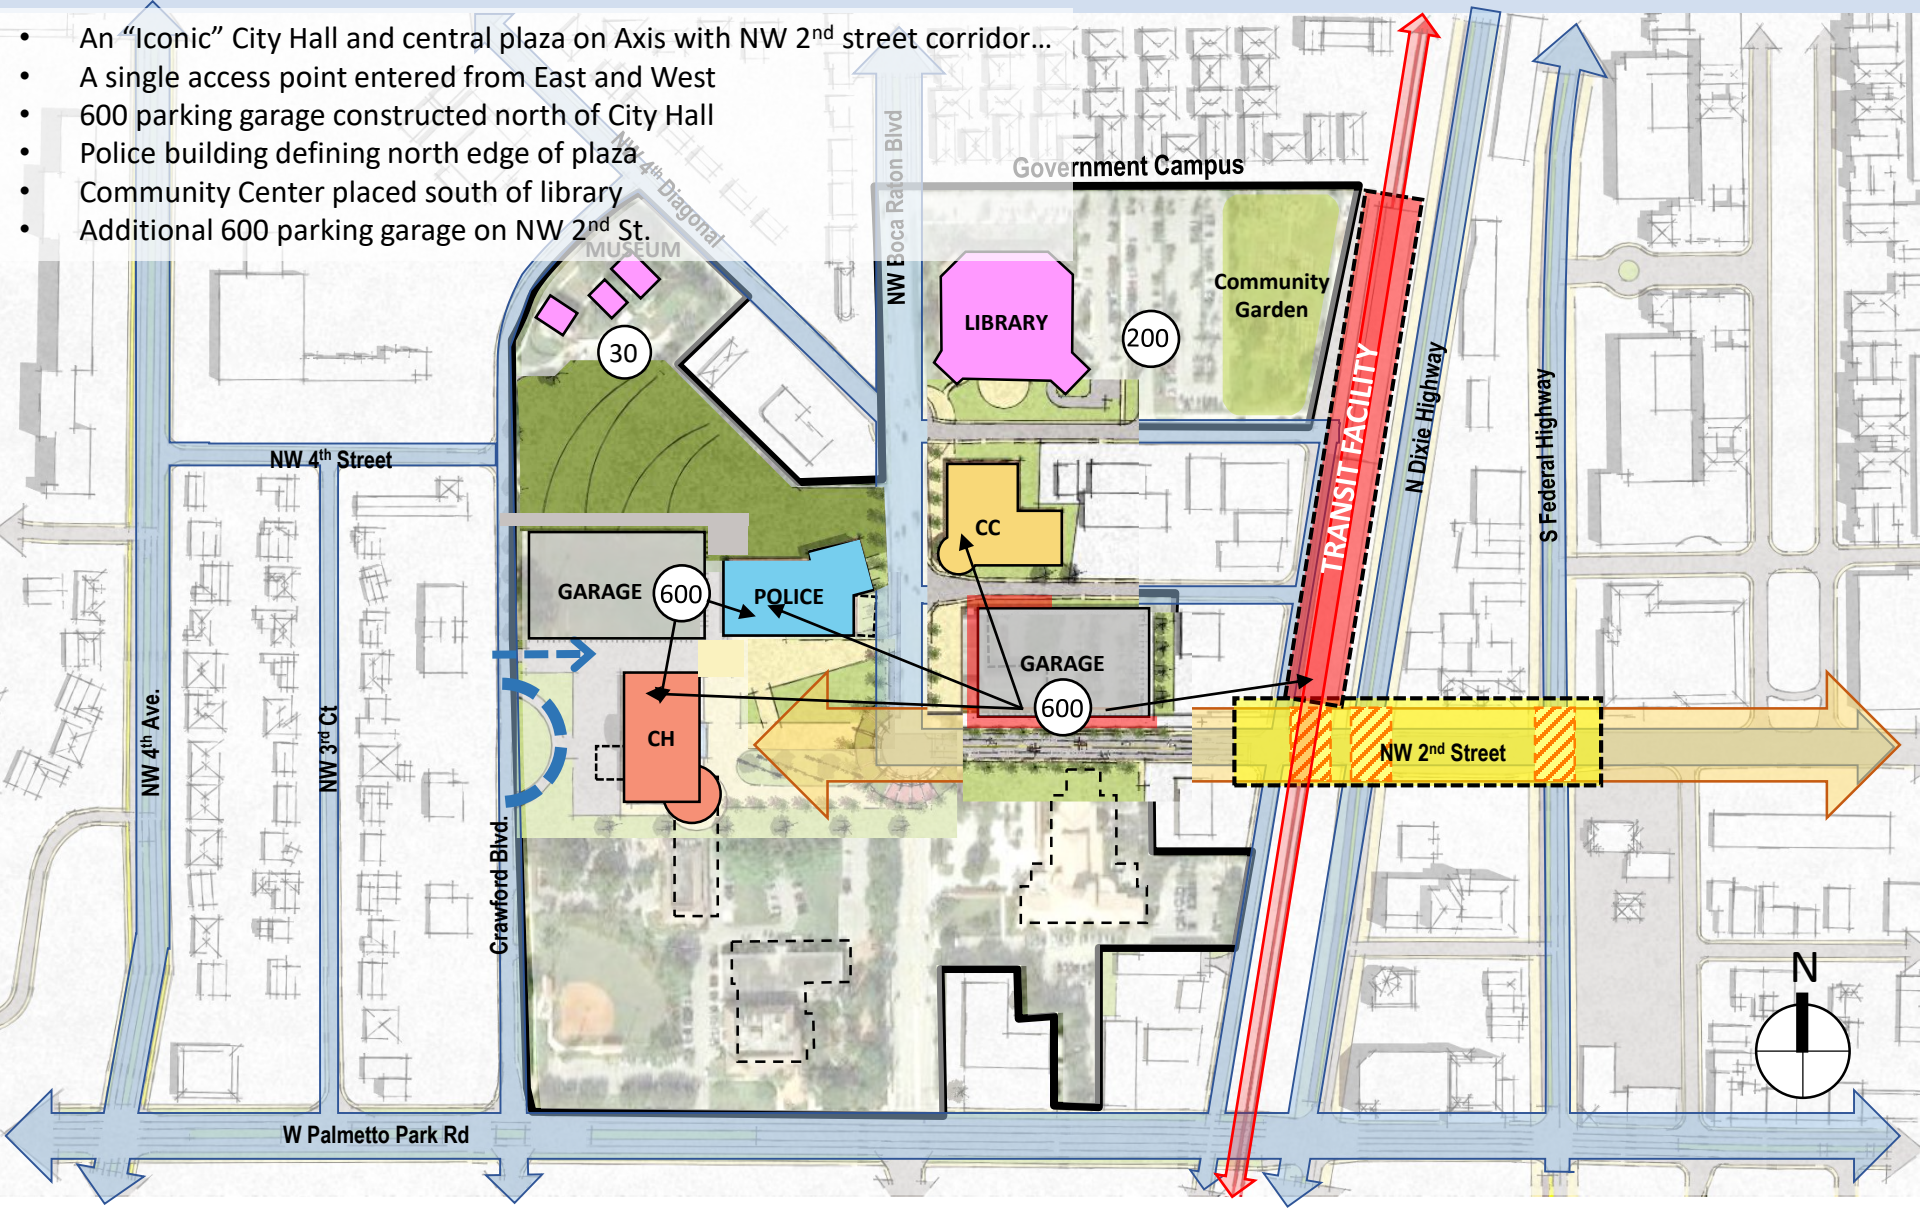 • An “Iconic” City Hall and central plaza on Axis with NW 2nd street corridor…
• A single access point entered from East and West
• 600 parking garage constructed north of City Hall
• Police building defining north edge of plaza
• Community Center placed south of library
• Additional 600 parking garage on NW 2nd St.
NW 4th Diagonal
NW Boca Raton Blvd
Government Campus
MUSEUM
30
LIBRARY
200
Community
Garden
TRANSIT FACILITY
N Dixie Highway
S Federal Highway
NW 4th Street
CC
GARAGE
600
POLICE
GARAGE
600
CH
NW 2nd Street
NW 4th Ave.
NW 3rd Ct
Crawford Blvd.
N
W Palmetto Park Rd